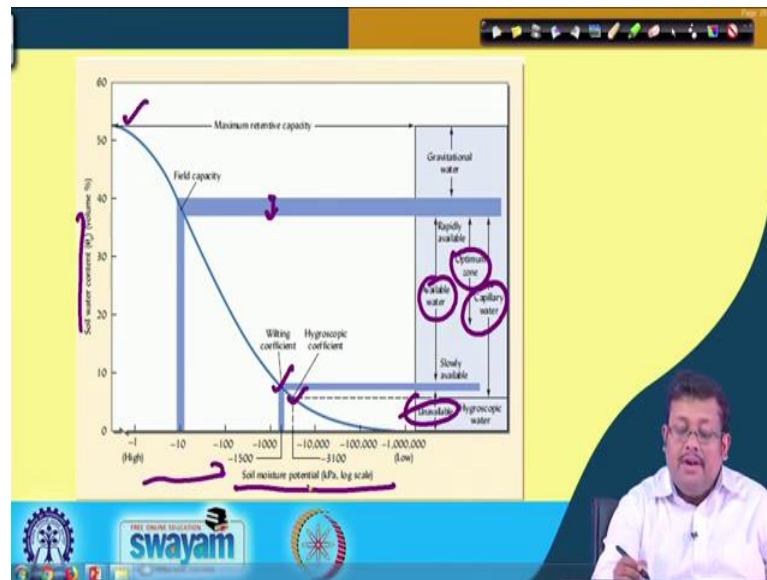 60
50
40
30
20
10
0
Soil water content (θv) (volume %)
Maximum retentive capacity
Field capacity
Gravitational water
Rapidly available
Optimum zone
Available water
Capillary water
Slowly available
Wilting coefficient
Hygroscopic coefficient
Unavailable
Hygroscopic water
-1 -10 -100 -1000 -10,000 -100,000 -1,000,000
(High) -1500 -3100 (Low)
Soil moisture potential (kPa, log scale)
FREE ONLINE EDUCATION
swayam